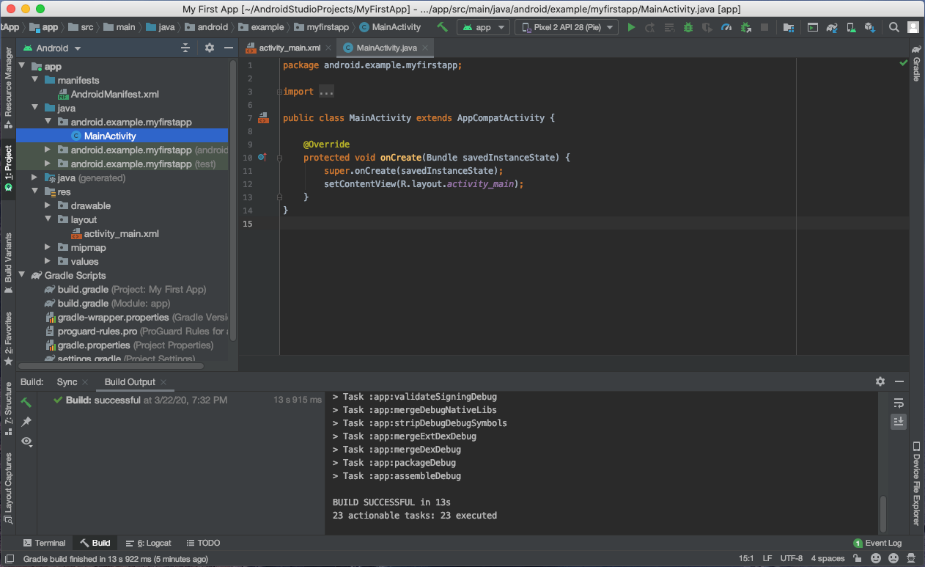 My First App [~/AndroidStudioProjects/MyFirstApp] - .../app/src/main/java/android/example/myfirstapp/MainActivity.java [app]
tApp app src main java android example myfirstapp MainActivity app Pixel 2 API 28 (Pie)
Android
activity_main.xml MainActivity.java
Resource Manager
1: Project
Build Variants
2: Favorites
7: Structure
Layout Captures
app
manifests
AndroidManifest.xml
java
android.example.myfirstapp
MainActivity
android.example.myfirstapp (android
android.example.myfirstapp (test)
java (generated)
res
drawable
layout
activity_main.xml
mipmap
values
Gradle Scripts
build.gradle (Project: My First App)
build.gradle (Module: app)
gradle-wrapper.properties (Gradle Versi
proguard-rules.pro (ProGuard Rules for
gradle.properties (Project Properties)
settings.gradle (Project Settings)
1 package android.example.myfirstapp;
2
3 import ...
6
7 public class MainActivity extends AppCompatActivity {
8
9 @Override
10 protected void onCreate(Bundle savedInstanceState) {
11 super.onCreate(savedInstanceState);
12 setContentView(R.layout.activity_main);
13 }
14 }
15
Gradle
Device File Explorer
Build: Sync Build Output
Build: successful at 3/22/20, 7:32 PM 13 s 915 ms
> Task :app:validateSigningDebug
> Task :app:mergeDebugNativeLibs
> Task :app:stripDebugDebugSymbols
> Task :app:mergeExtDexDebug
> Task :app:mergeDexDebug
> Task :app:packageDebug
> Task :app:assembleDebug
BUILD SUCCESSFUL in 13s
23 actionable tasks: 23 executed
Terminal Build 6: Logcat TODO 1 Event Log
Gradle build finished in 13 s 922 ms (5 minutes ago) 15:1 LF UTF-8 4 spaces